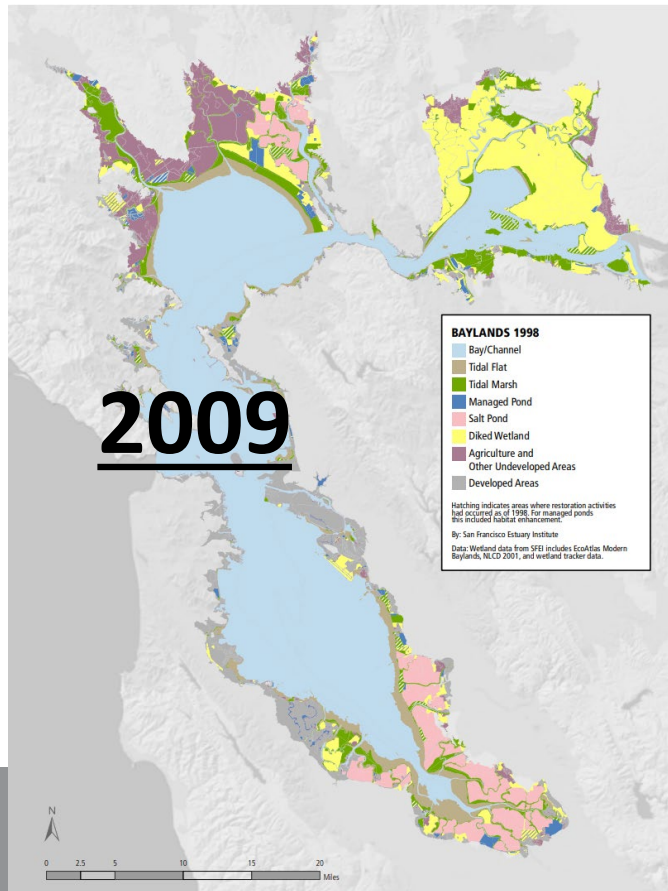 2009
BAYLANDS 1998
Bay/Channel
Tidal Flat
Tidal Marsh
Managed Pond
Salt Pond
Diked Wetland
Agriculture and
Other Undeveloped Areas
Developed Areas
Hatching indicates areas where restoration activities
had occurred as of 1998. For managed ponds
this included habitat enhancement.
By: San Francisco Estuary Institute
Data: Wetland data from SFEI includes EcoAtlas Modern
Baylands, NLCD 2001, and wetland tracker data.
N
0 2.5 5 10 15 20
Miles